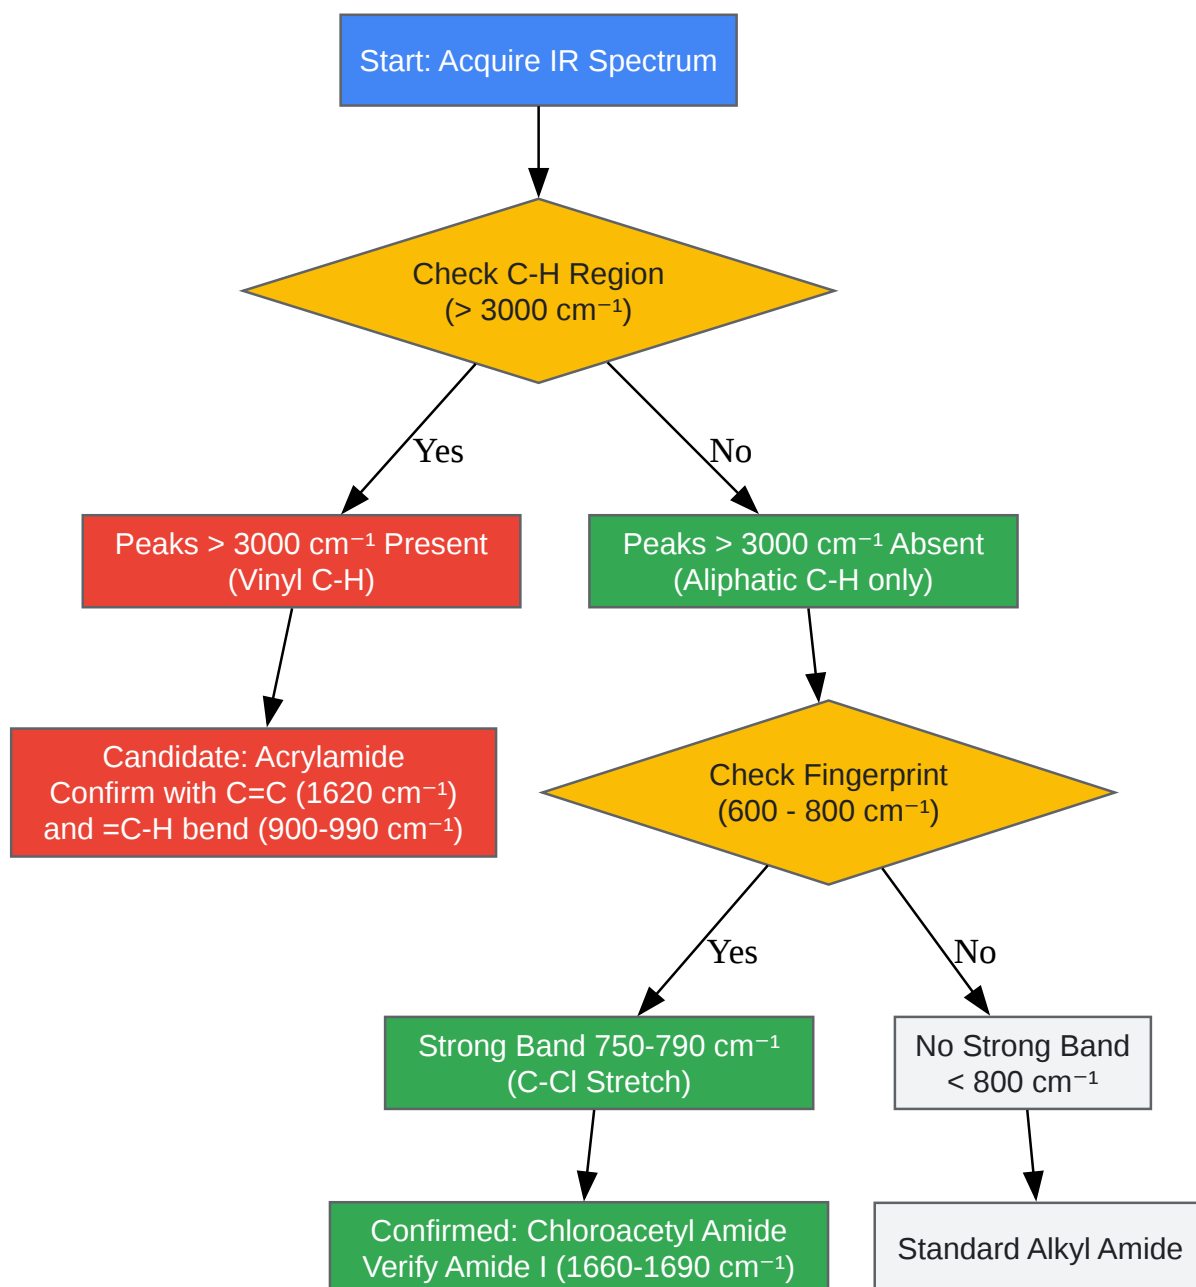 Start: Acquire IR Spectrum
Check C-H Region
(> 3000 cm⁻¹)
Yes
No
Peaks > 3000 cm⁻¹ Present
(Vinyl C-H)
Peaks > 3000 cm⁻¹ Absent
(Aliphatic C-H only)
Candidate: Acrylamide
Confirm with C=C (1620 cm⁻¹)
and =C-H bend (900-990 cm⁻¹)
Check Fingerprint
(600 - 800 cm⁻¹)
Yes
No
Strong Band 750-790 cm⁻¹
(C-Cl Stretch)
No Strong Band
< 800 cm⁻¹
Confirmed: Chloroacetyl Amide
Verify Amide I (1660-1690 cm⁻¹)
Standard Alkyl Amide